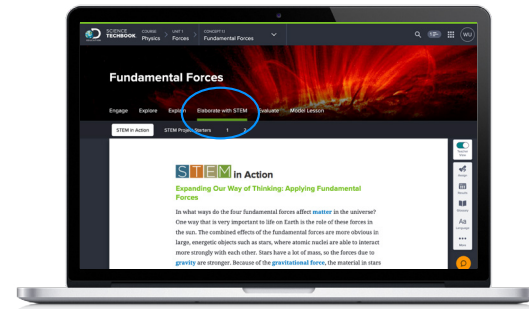 SCIENCE
TECHBOOK
COURSE
Physics
UNIT 1
Forces
CONCEPT 1.1
Fundamental Forces
WU
Fundamental Forces
Engage Explore Explain Elaborate with STEM Evaluate Model Lesson
STEM in Action STEM Project Starters 1 2
STEM in Action
Expanding Our Way of Thinking: Applying Fundamental
Forces
In what ways do the four fundamental forces affect matter in the universe?
One way that is very important to life on Earth is the role of these forces in
the sun. The combined effects of the fundamental forces are more obvious in
large, energetic objects such as stars, where atomic nuclei are able to interact
more strongly with each other. Stars have a lot of mass, so the forces due to
gravity are stronger. Because of the gravitational force, the material in stars
Assign
Aa
Language
More